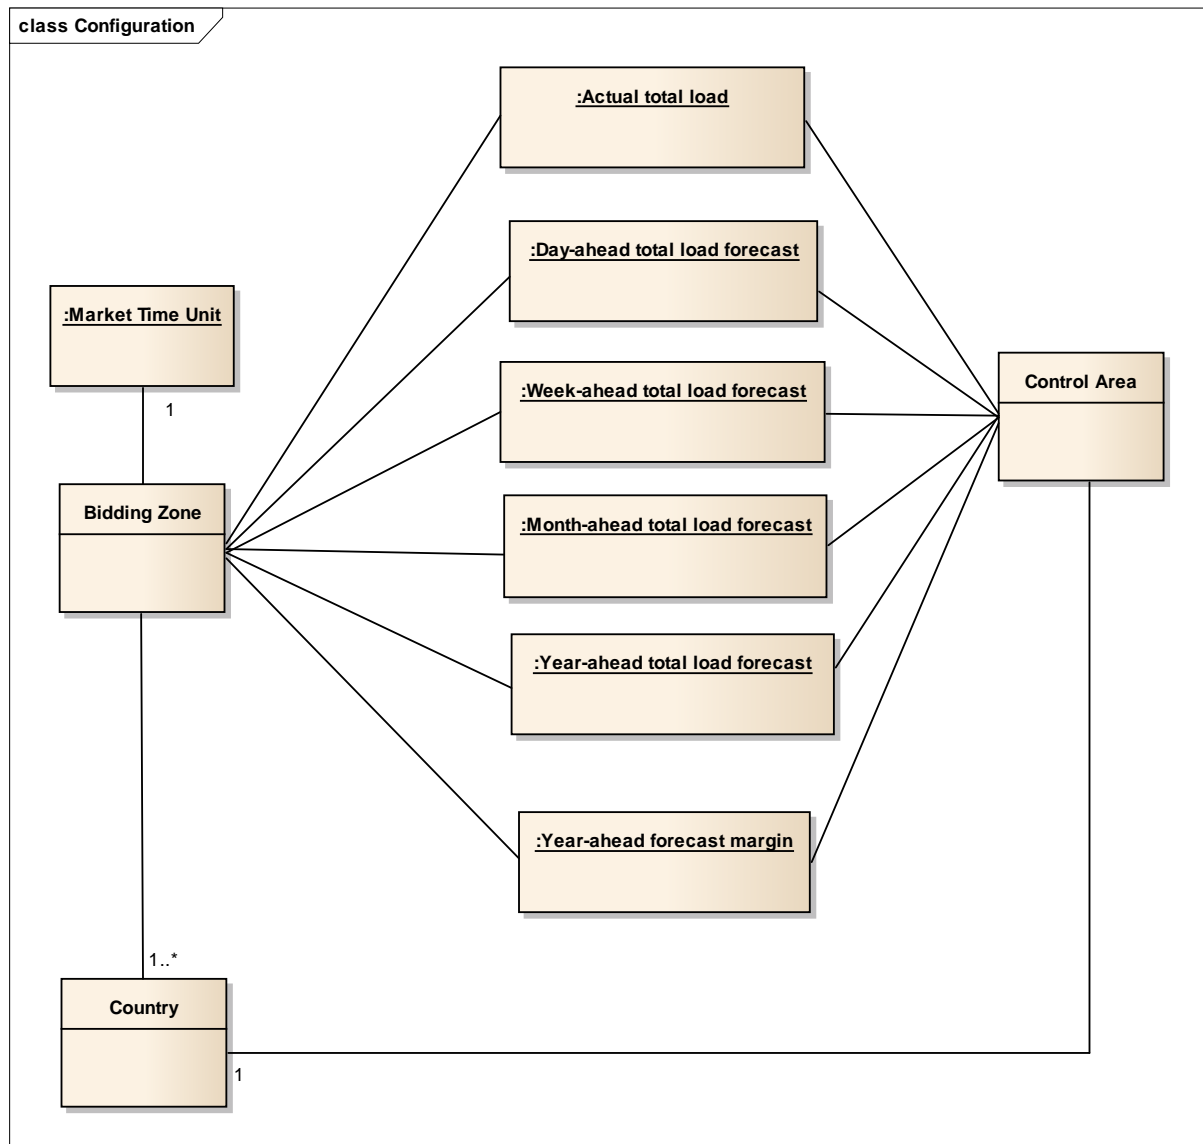 class Configuration
:Actual total load
:Day-ahead total load forecast
:Market Time Unit
:Week-ahead total load forecast
Control Area
1
Bidding Zone
:Month-ahead total load forecast
:Year-ahead total load forecast
:Year-ahead forecast margin
1..*
Country
1